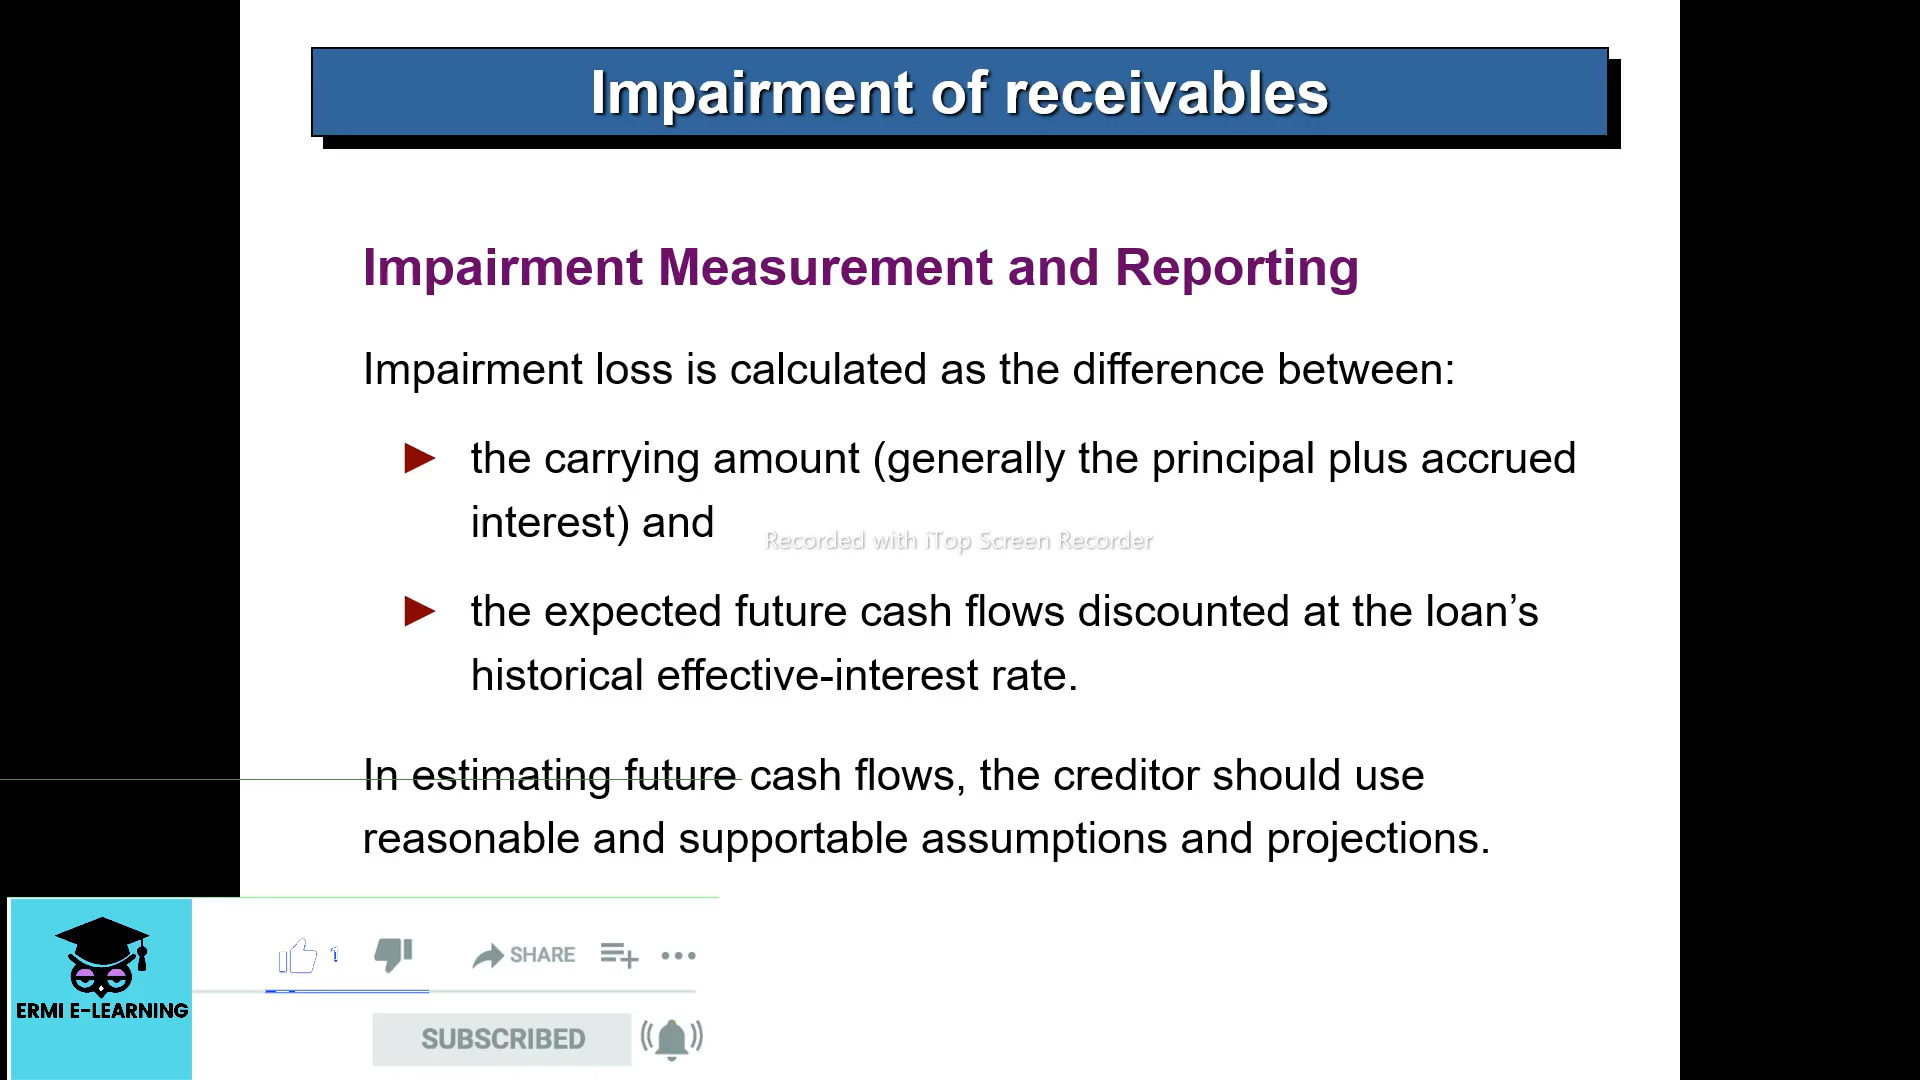 Impairment of receivables
Impairment Measurement and Reporting
Impairment loss is calculated as the difference between:
► the carrying amount (generally the principal plus accrued
interest) and
Recorded with iTop Screen Recorder
► the expected future cash flows discounted at the loan’s
historical effective-interest rate.
In estimating future cash flows, the creditor should use
reasonable and supportable assumptions and projections.
1 SHARE
ERMI E-LEARNING
SUBSCRIBED